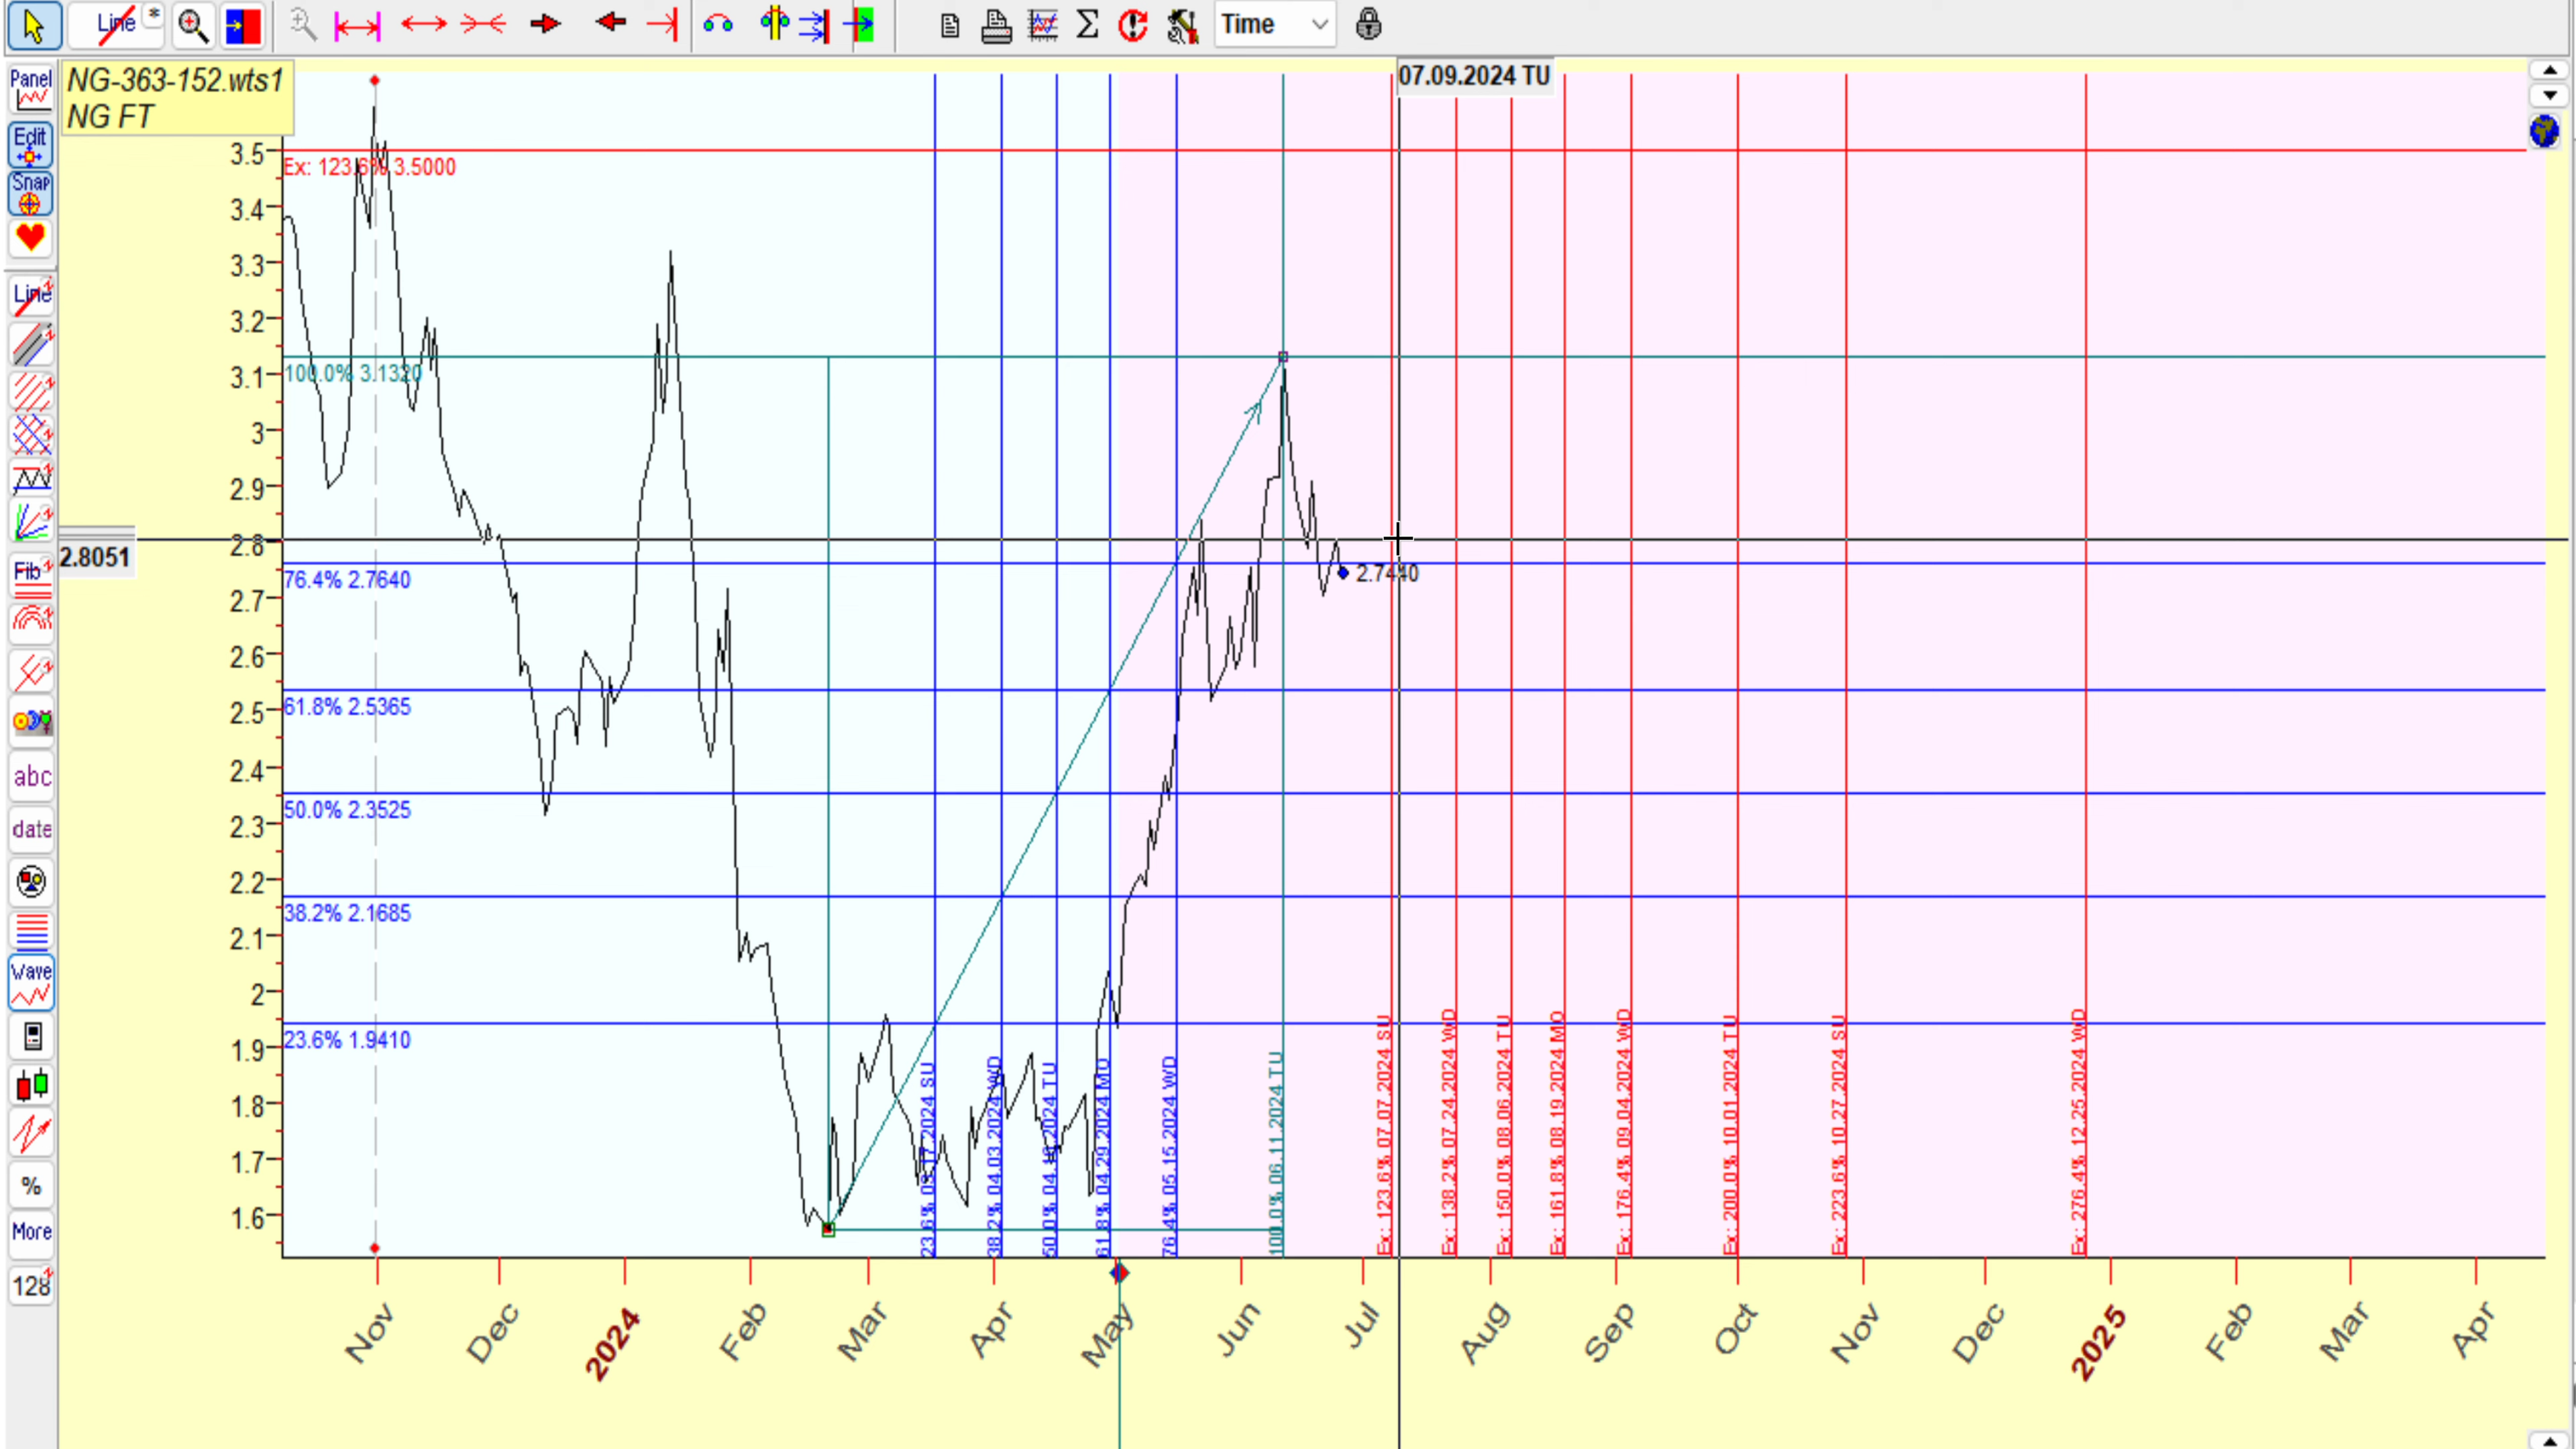 Line
*
Time
Panel
NG-363-152.wts1
NG FT
07.09.2024 TU
Edit
Snap
Line
Fib
abc
date
Wave
%
More
128
3.5
3.4
3.3
3.2
3.1
3
2.9
2.8
2.7
2.6
2.5
2.4
2.3
2.2
2.1
2
1.9
1.8
1.7
1.6
2.8051
Ex: 123.6% 3.5000
100.0% 3.1320
76.4% 2.7640
61.8% 2.5365
50.0% 2.3525
38.2% 2.1685
23.6% 1.9410
2.7440
23.6% 03.17.2024 SU
38.2% 04.03.2024 WD
50.0% 04.16.2024 TU
61.8% 04.29.2024 MO
76.4% 05.15.2024 WD
100.0% 06.11.2024 TU
Ex: 123.6% 07.07.2024 SU
Ex: 138.2% 07.24.2024 WD
Ex: 150.0% 08.06.2024 TU
Ex: 161.8% 08.19.2024 MO
Ex: 176.4% 09.04.2024 WD
Ex: 200.0% 10.01.2024 TU
Ex: 223.6% 10.27.2024 SU
Ex: 276.4% 12.25.2024 WD
Nov
Dec
2024
Feb
Mar
Apr
May
Jun
Jul
Aug
Sep
Oct
Nov
Dec
2025
Feb
Mar
Apr